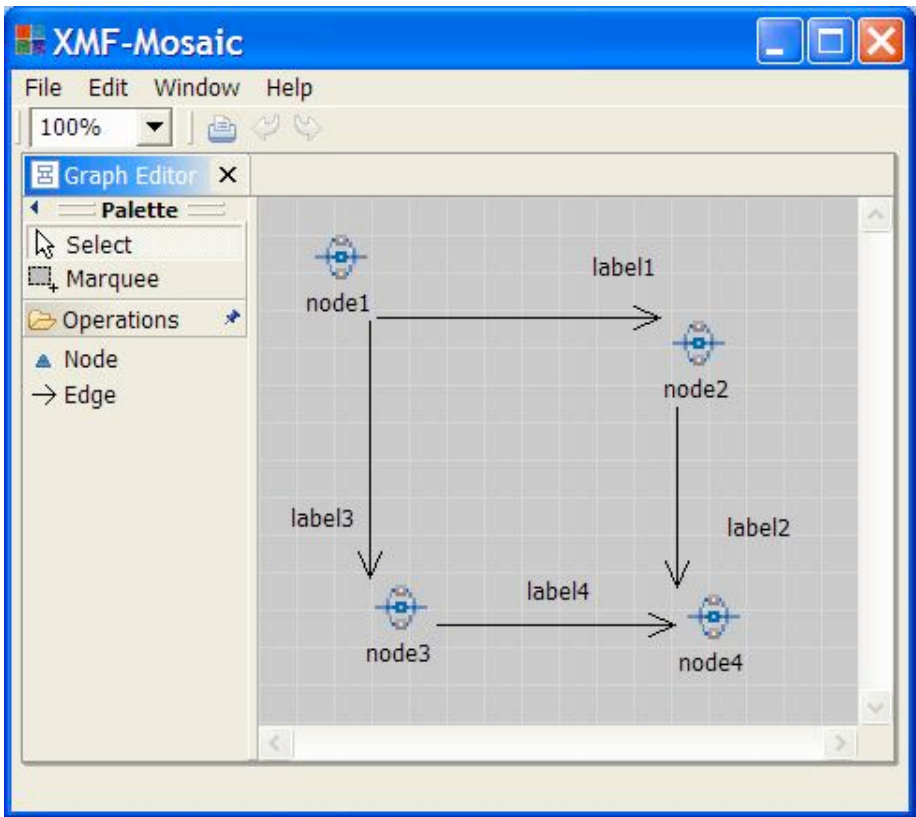 XMF-Mosaic
File Edit Window Help
100%
Graph Editor
Palette
Select
Marquee
Operations
Node
Edge
node1
label1
node2
label3
label2
label4
node3
node4